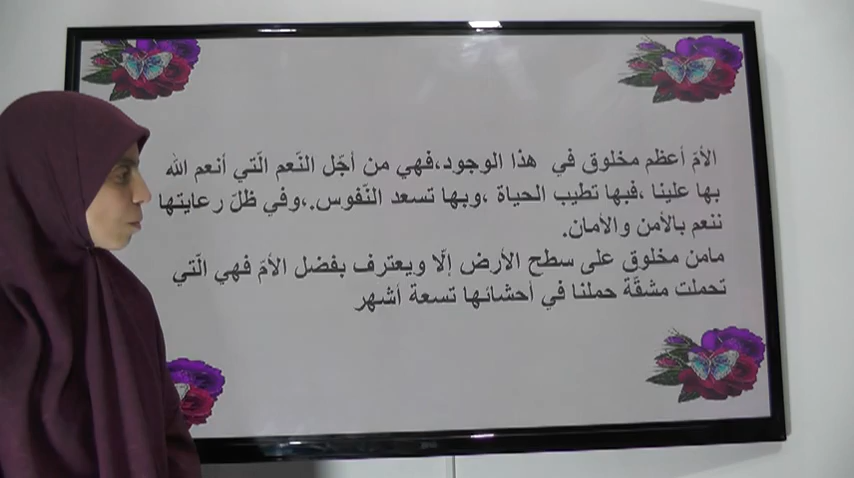 الأمّ أعظم مخلوق في هذا الوجود،فهي من أجّل النّعم الّتي أنعم الله
بها علينا ،فبها تطيب الحياة ،وبها تسعد النّفوس.،وفي ظلّ رعايتها
ننعم بالأمن والأمان.
مامن مخلوق على سطح الأرض إلّا ويعترف بفضل الأمّ فهي الّتي
تحملت مشقّة حملنا في أحشائها تسعة أشهر